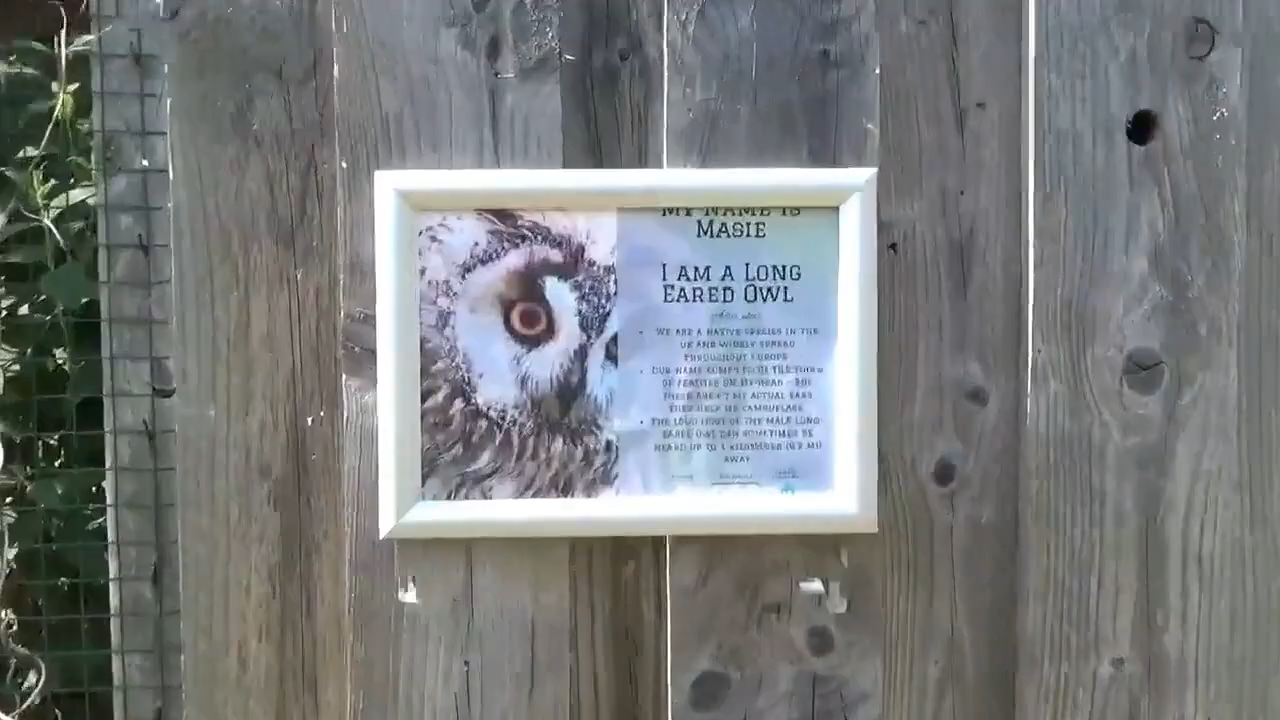 MY NAME IS
MASIE
I AM A LONG
EARED OWL
WE ARE A NATIVE SPECIES IN THE
UK AND WIDELY SPREAD
THROUGHOUT EUROPE
OUR NAME COMES FROM THE TUFTS
OF FEATHER ON MY HEAD - BUT
THESE AREN'T MY ACTUAL EARS
THEY HELP ME CAMOUFLAGE
THE LOUD HOOT OF THE MALE LONG
EARED OWL CAN SOMETIMES BE
HEARD UP TO 1 KILOMETER (0.7 MI)
AWAY